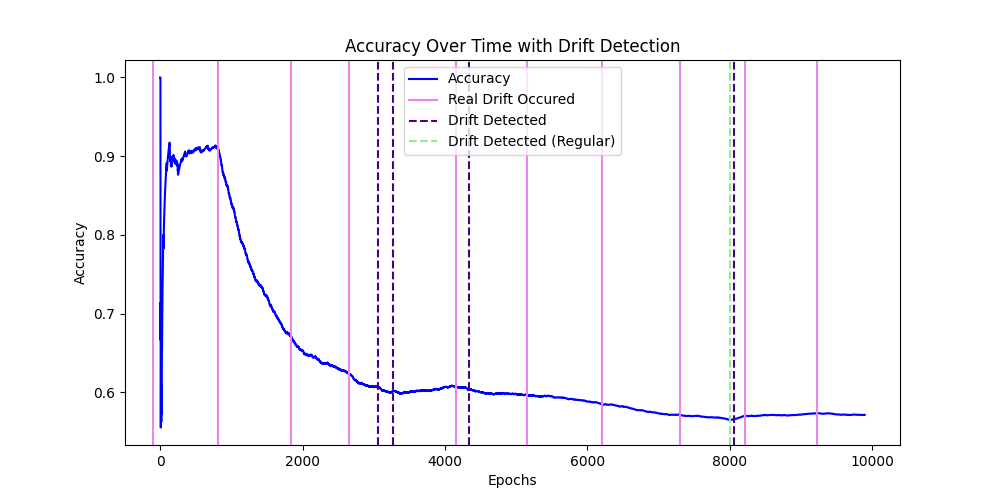 Accuracy Over Time with Drift Detection
1.0
0.9
0.8
0.7
0.6
Accuracy
Accuracy
Real Drift Occured
Drift Detected
Drift Detected (Regular)
0
2000
4000
6000
8000
10000
Epochs